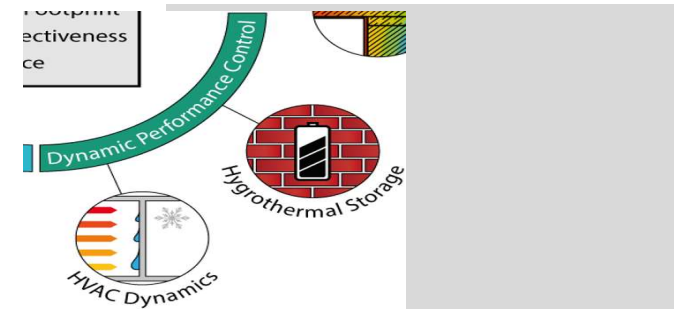 ectiveness
ce
Dynamic Performance Control
Hygrothermal Storage
HVAC Dynamics